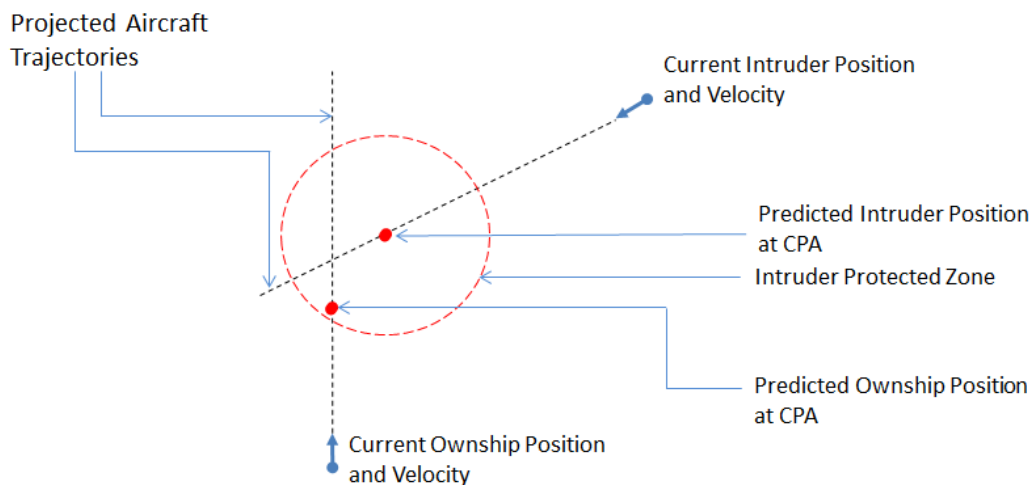 Projected Aircraft
Trajectories
Current Intruder Position
and Velocity
Predicted Intruder Position
at CPA
Intruder Protected Zone
Predicted Ownship Position
at CPA
Current Ownship Position
and Velocity